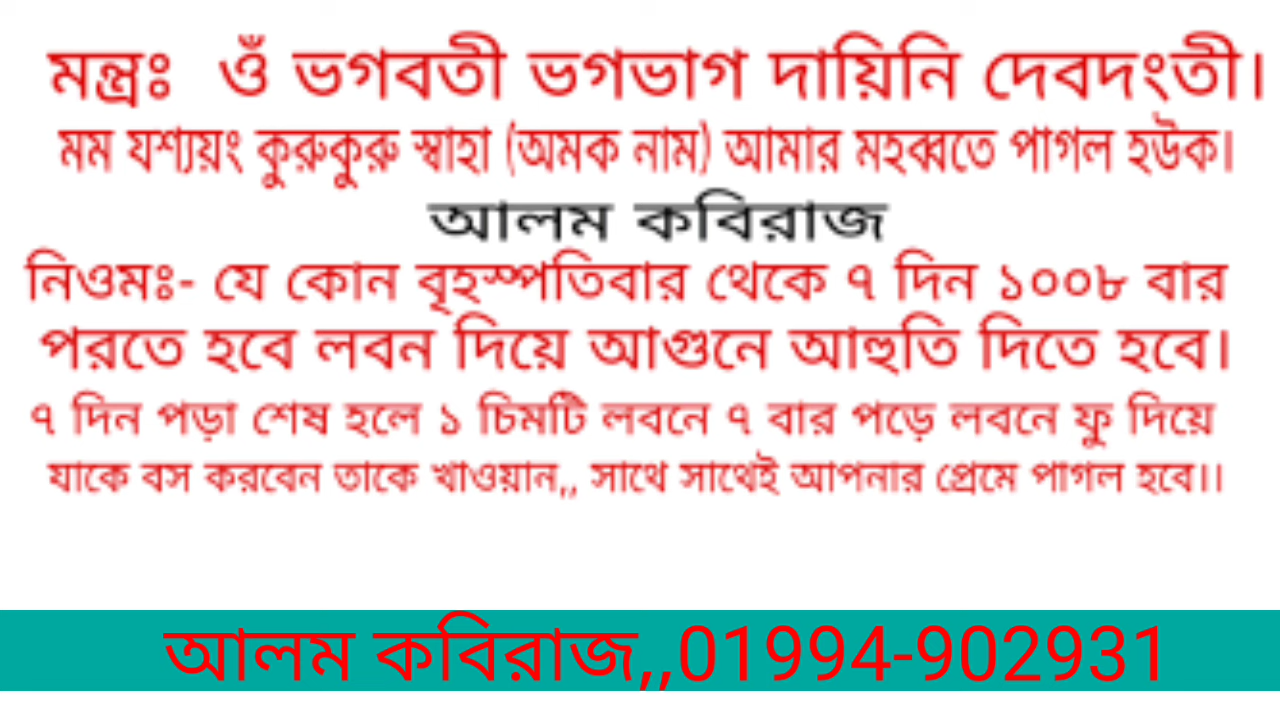 মন্ত্রঃ ওঁ ভগবতী ভগভাগ দায়িনি দেবদংতী।
মম যশ্যয়ং কুরুকুরু স্বাহা (অমক নাম) আমার মহব্বতে পাগল হউক।
আলম কবিরাজ
নিওমঃ- যে কোন বৃহস্পতিবার থেকে ৭ দিন ১০০৮ বার
পরতে হবে লবন দিয়ে আগুনে আহুতি দিতে হবে।
৭ দিন পড়া শেষ হলে ১ চিমটি লবনে ৭ বার পড়ে লবনে ফু দিয়ে
যাকে বস করবেন তাকে খাওয়ান,, সাথে সাথেই আপনার প্রেমে পাগল হবে।।
আলম কবিরাজ,,01994-902931